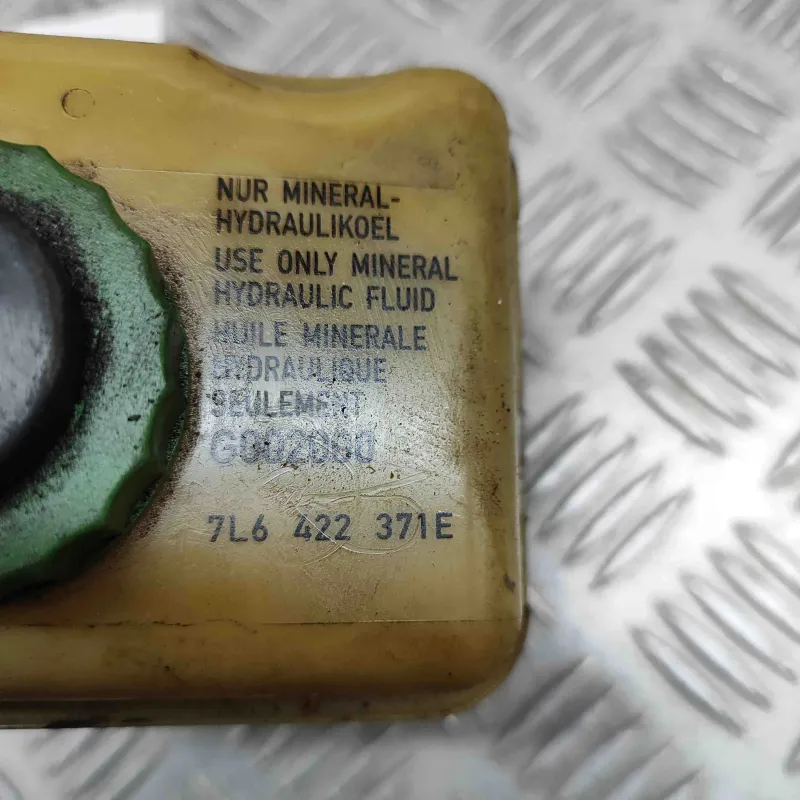 NUR MINERAL-
HYDRAULIKOEL
USE ONLY MINERAL
HYDRAULIC FLUID
HUILE MINERALE
HYDRAULIQUE
SEULEMENT
G002000
7L6 422 371E